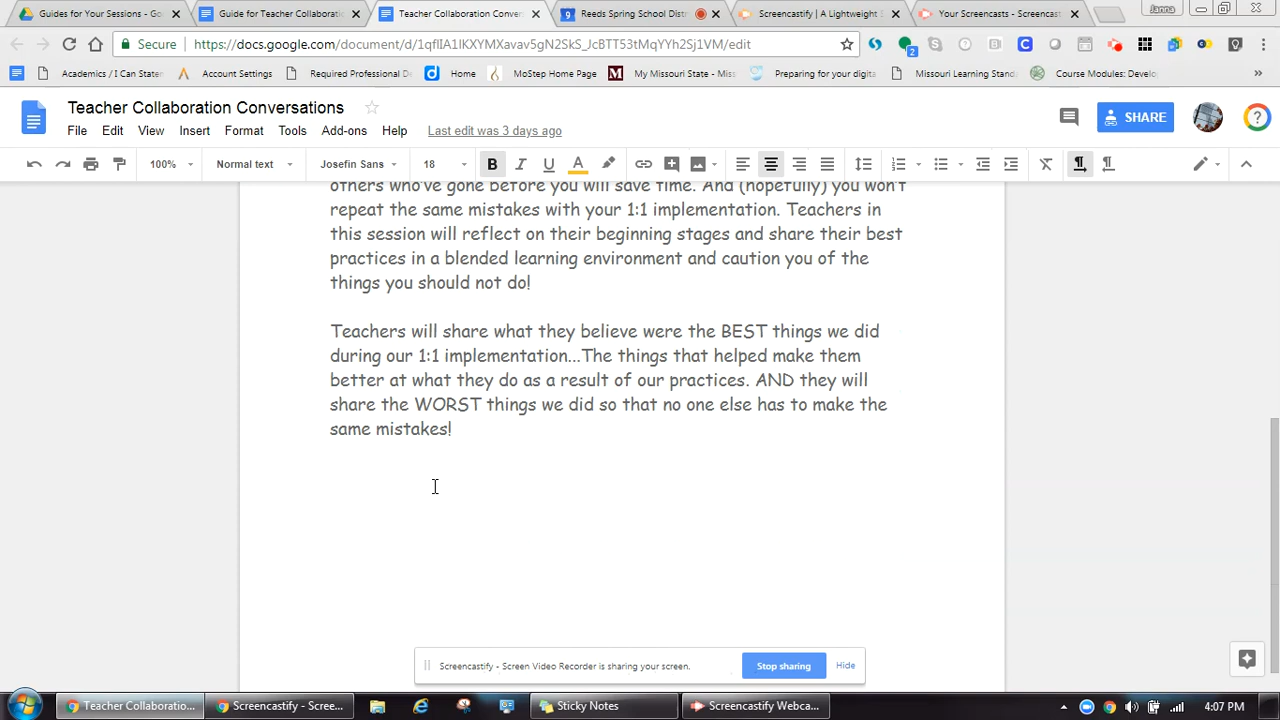 Guides for Your Sessions - Go
Guide for Teacher Collaboratio
Teacher Collaboration Conver
Reeds Spring School Distr
Screencastify | A Lightweight
Your Screencasts - Screencast
Janna
Secure
https://docs.google.com/document/d/1qflIA1IKXYMXavav5gN2SkS_JcBTT53tMqYYh2Sj1VM/edit
2
Academics / I Can State
Account Settings
Required Professional D
Home
MoStep Home Page
My Missouri State - Miss
Preparing for your digita
Missouri Learning Stand
Course Modules: Develo
Teacher Collaboration Conversations
SHARE
File Edit View Insert Format Tools Add-ons Help Last edit was 3 days ago
100% Normal text Josefin Sans 18 B I U A
others who've gone before you will save time. And (hopefully) you won't
repeat the same mistakes with your 1:1 implementation. Teachers in
this session will reflect on their beginning stages and share their best
practices in a blended learning environment and caution you of the
things you should not do!
Teachers will share what they believe were the BEST things we did
during our 1:1 implementation...The things that helped make them
better at what they do as a result of our practices. AND they will
share the WORST things we did so that no one else has to make the
same mistakes!
Screencastify - Screen Video Recorder is sharing your screen.
Stop sharing
Hide
Teacher Collaboratio...
Screencastify - Scree...
Sticky Notes
Screencastify Webca...
4:07 PM